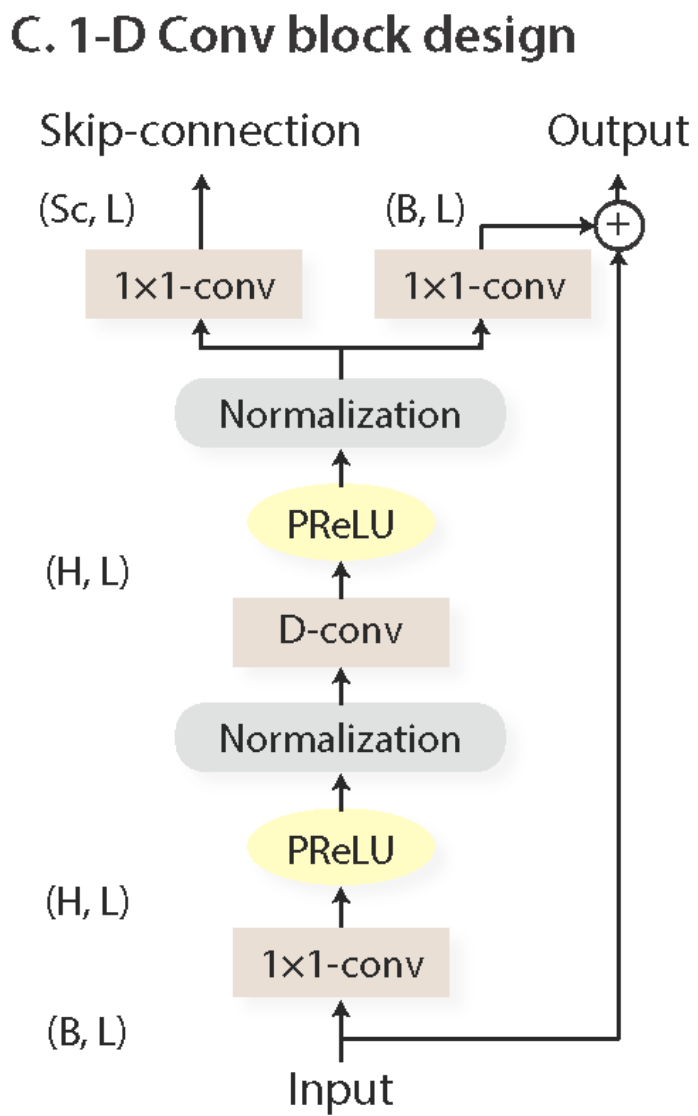 C. 1-D Conv block design
Skip-connection
Output
(Sc, L)
(B, L)
+
1×1-conv
1×1-conv
Normalization
PReLU
(H, L)
D-conv
Normalization
PReLU
(H, L)
1×1-conv
(B, L)
Input